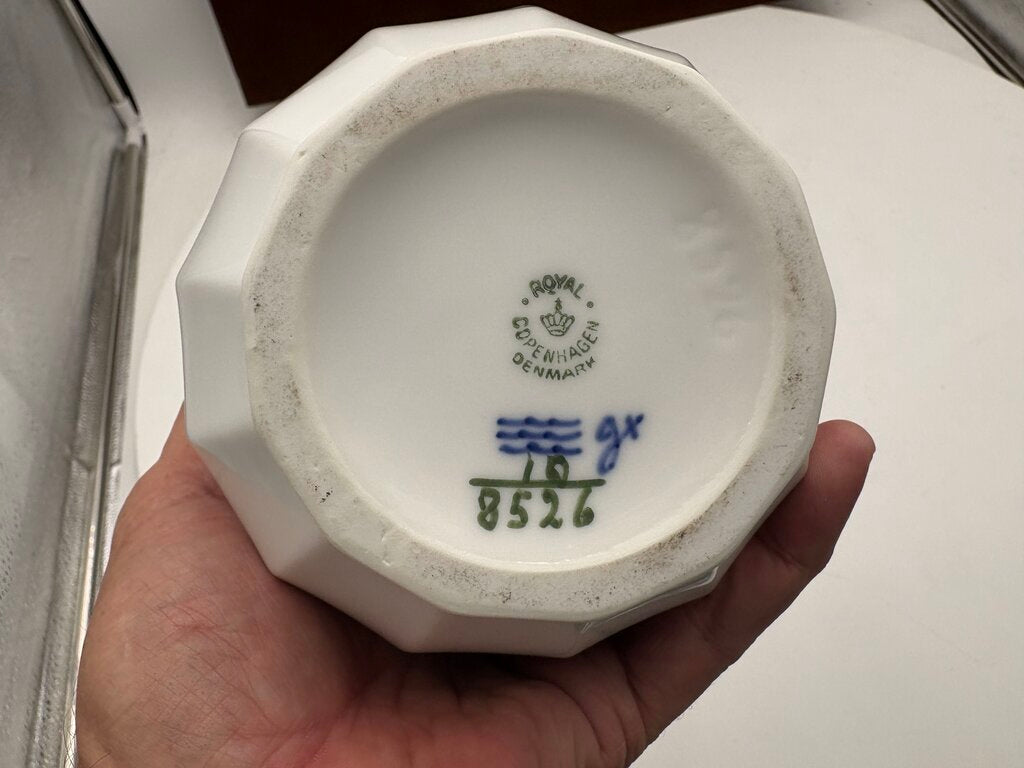 ROYAL
COPENHAGEN
DENMARK
gx
10
8526